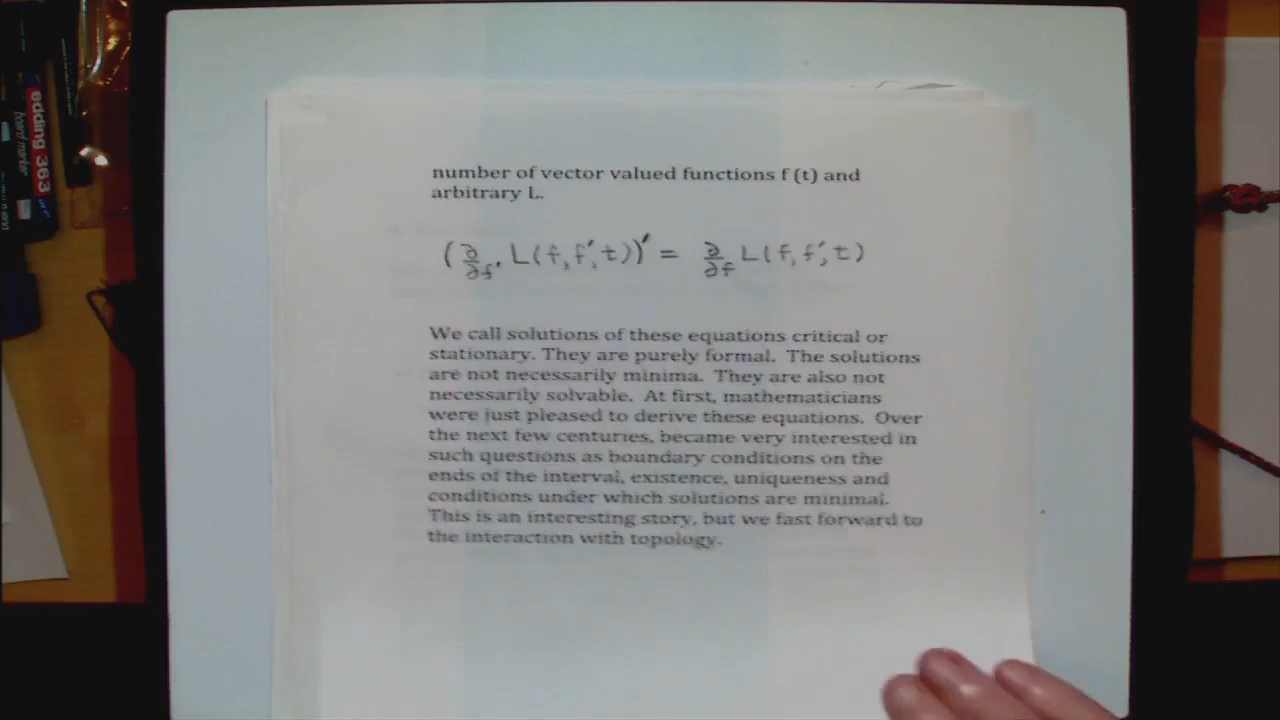 number of vector valued functions f (t) and
arbitrary L.
(∂/∂f' L(f, f', t))' = ∂/∂f L(f, f', t)
We call solutions of these equations critical or
stationary. They are purely formal. The solutions
are not necessarily minima. They are also not
necessarily solvable. At first, mathematicians
were just pleased to derive these equations. Over
the next few centuries, became very interested in
such questions as boundary conditions on the
ends of the interval, existence, uniqueness and
conditions under which solutions are minimal.
This is an interesting story, but we fast forward to
the interaction with topology.
edding 363
board marker